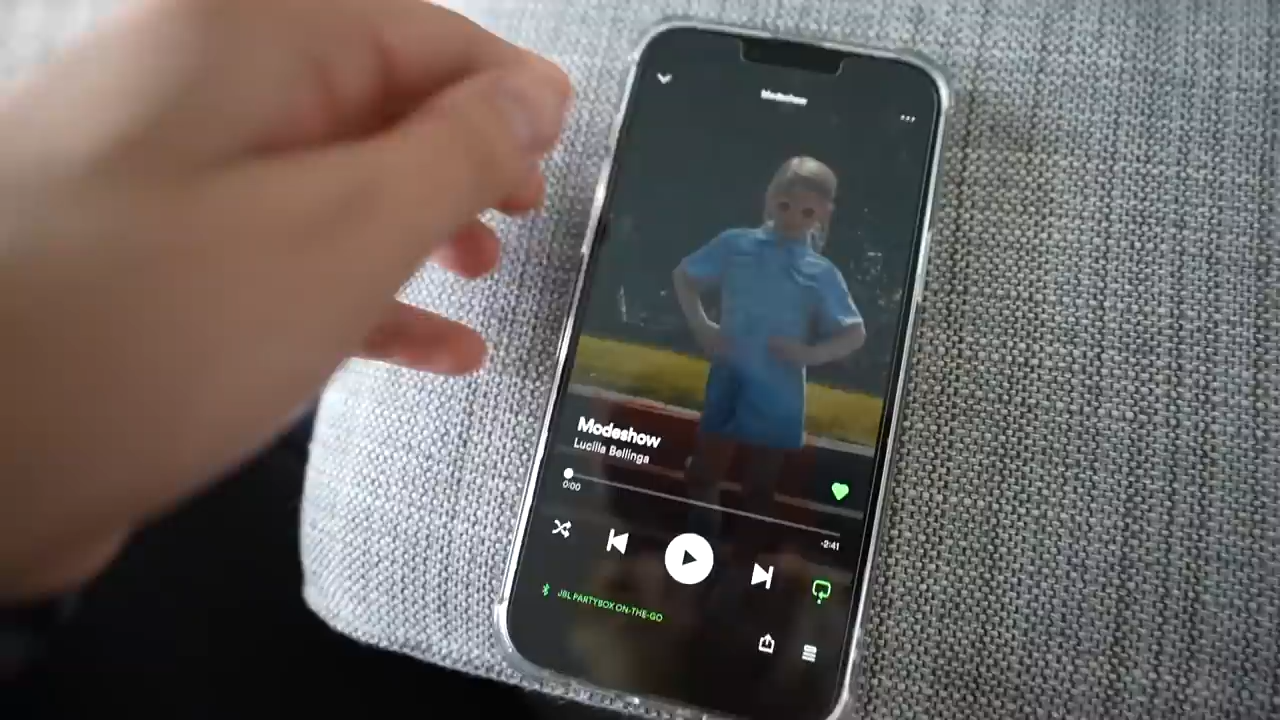 Modeshow
Modeshow
Lucilla Bellinga
0:00
-2:41
JBL PARTYBOX ON-THE-GO